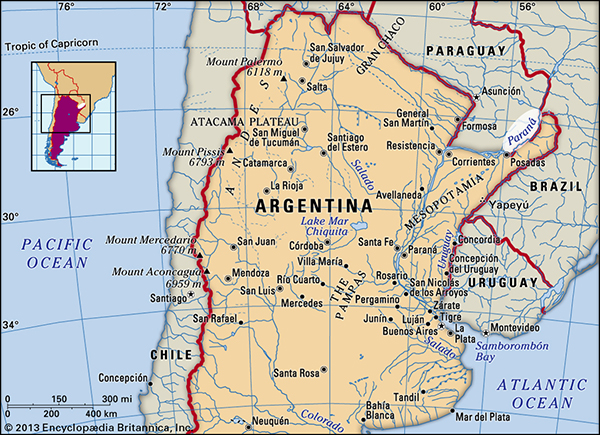 68°
64°
60°
56°
Tropic of Capricorn
Mount Palermo
6118 m
San Salvador
de Jujuy
GRAN CHACO
PARAGUAY
Salta
Asunción
26°
ATACAMA PLATEAU
ANDES
San Miguel
de Tucumán
General
San Martín
Formosa
Paraná
Mount Pissis
6793 m
Santiago
del Estero
Resistencia
Corrientes
Posadas
Catamarca
Salado
La Rioja
Avellaneda
MESOPOTAMIA
BRAZIL
Yapeyú
30°
ARGENTINA
Lake Mar
Chiquita
PACIFIC
OCEAN
Mount Mercedario
6770 m
San Juan
Córdoba
Santa Fe
Paraná
Uruguay
Concordia
Villa María
Concepción
del Uruguay
Mount Aconcagua
6959 m
Mendoza
Río Cuarto
Rosario
San Nicolás
de los Arroyos
URUGUAY
Santiago
San Luis
Mercedes
THE PAMPAS
Pergamino
Zárate
Tigre
34°
San Rafael
Junín
Luján
Buenos Aires
La
Plata
Montevideo
Salado
Samborombón
Bay
CHILE
Concepción
Santa Rosa
ATLANTIC
OCEAN
Tandil
0 150 300 mi
0 200 400 km
Neuquén
Colorado
Bahía
Blanca
Mar del Plata
© 2013 Encyclopædia Britannica, Inc.